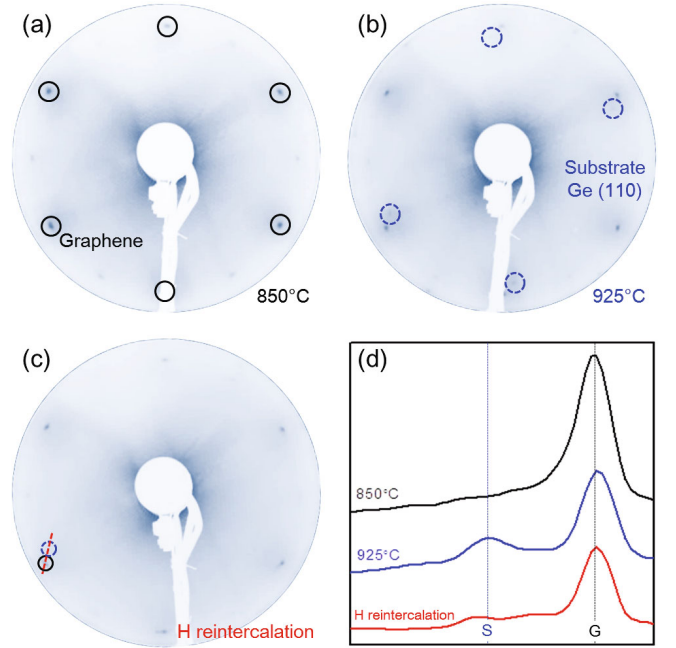 (a)
Graphene
850°C
(b)
Substrate
Ge (110)
925°C
(c)
H reintercalation
(d)
850°C
925°C
H reintercalation
S
G